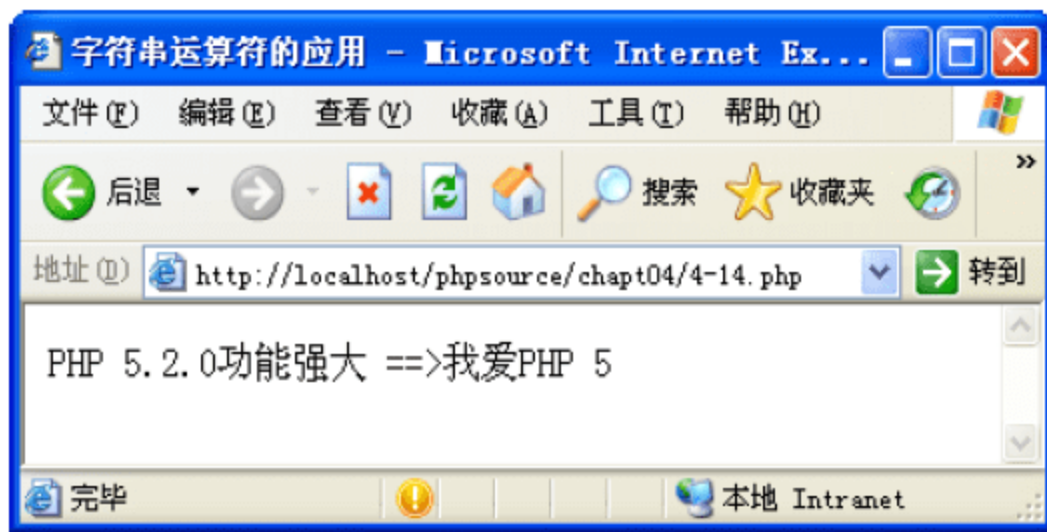 字符串运算符的应用 - Microsoft Internet Ex...
文件(F) 编辑(E) 查看(V) 收藏(A) 工具(T) 帮助(H)
后退 搜索 收藏夹 »
地址(D) http://localhost/phpsource/chapt04/4-14.php 转到
PHP 5.2.0功能强大 ==>我爱PHP 5
完毕 本地 Intranet